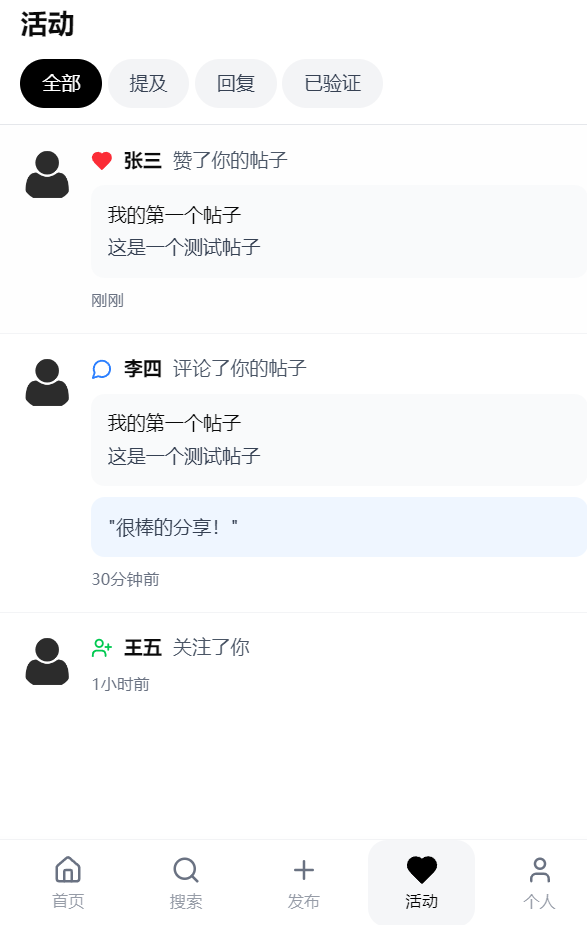 活动
全部 提及 回复 已验证
张三 赞了你的帖子
我的第一个帖子
这是一个测试帖子
刚刚
李四 评论了你的帖子
我的第一个帖子
这是一个测试帖子
"很棒的分享！"
30分钟前
王五 关注了你
1小时前
首页 搜索 发布 活动 个人